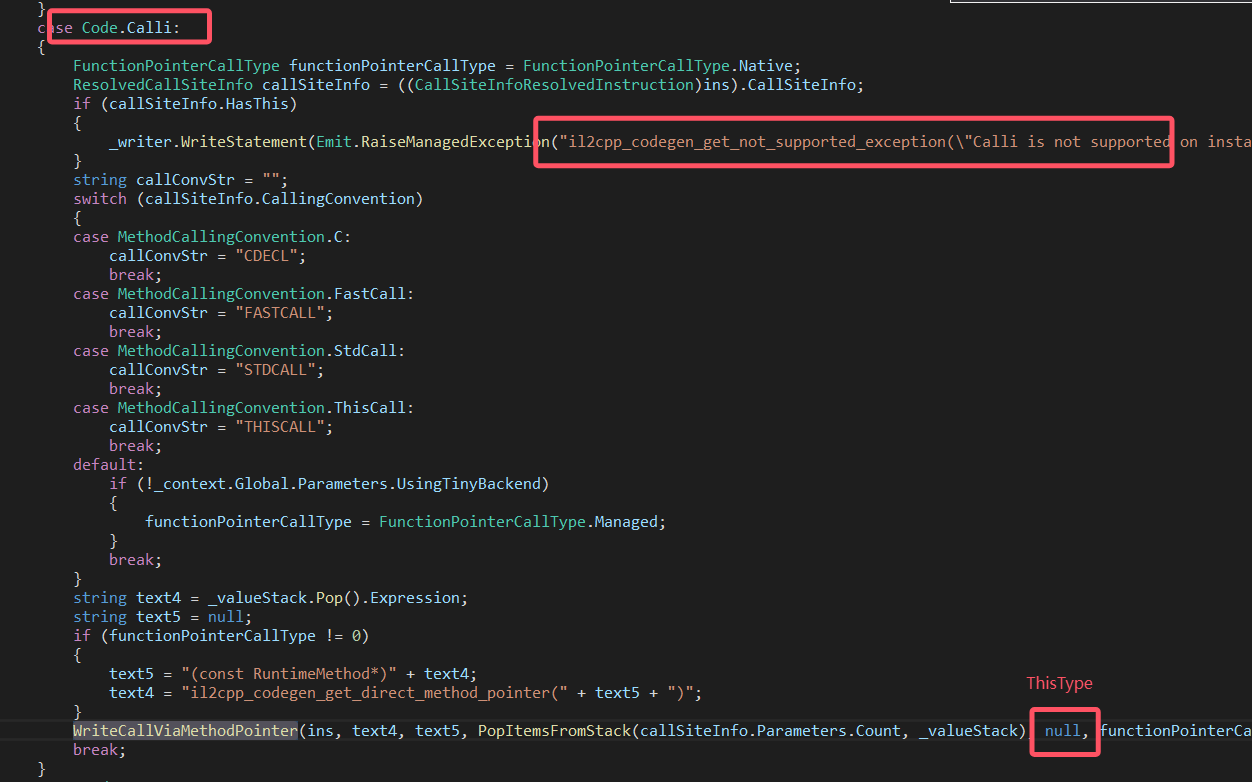 }
case Code.Calli:
{
FunctionPointerCallType functionPointerCallType = FunctionPointerCallType.Native;
ResolvedCallSiteInfo callSiteInfo = ((CallSiteInfoResolvedInstruction)ins).CallSiteInfo;
if (callSiteInfo.HasThis)
{
_writer.WriteStatement(Emit.RaiseManagedException("il2cpp_codegen_get_not_supported_exception(\"Calli is not supported on insta
}
string callConvStr = "";
switch (callSiteInfo.CallingConvention)
{
case MethodCallingConvention.C:
callConvStr = "CDECL";
break;
case MethodCallingConvention.FastCall:
callConvStr = "FASTCALL";
break;
case MethodCallingConvention.StdCall:
callConvStr = "STDCALL";
break;
case MethodCallingConvention.ThisCall:
callConvStr = "THISCALL";
break;
default:
if (!_context.Global.Parameters.UsingTinyBackend)
{
functionPointerCallType = FunctionPointerCallType.Managed;
}
break;
}
string text4 = _valueStack.Pop().Expression;
string text5 = null;
if (functionPointerCallType != 0)
{
text5 = "(const RuntimeMethod*)" + text4;
text4 = "il2cpp_codegen_get_direct_method_pointer(" + text5 + ")";
}
ThisType
WriteCallViaMethodPointer(ins, text4, text5, PopItemsFromStack(callSiteInfo.Parameters.Count, _valueStack) null, functionPointerCa
break;
}